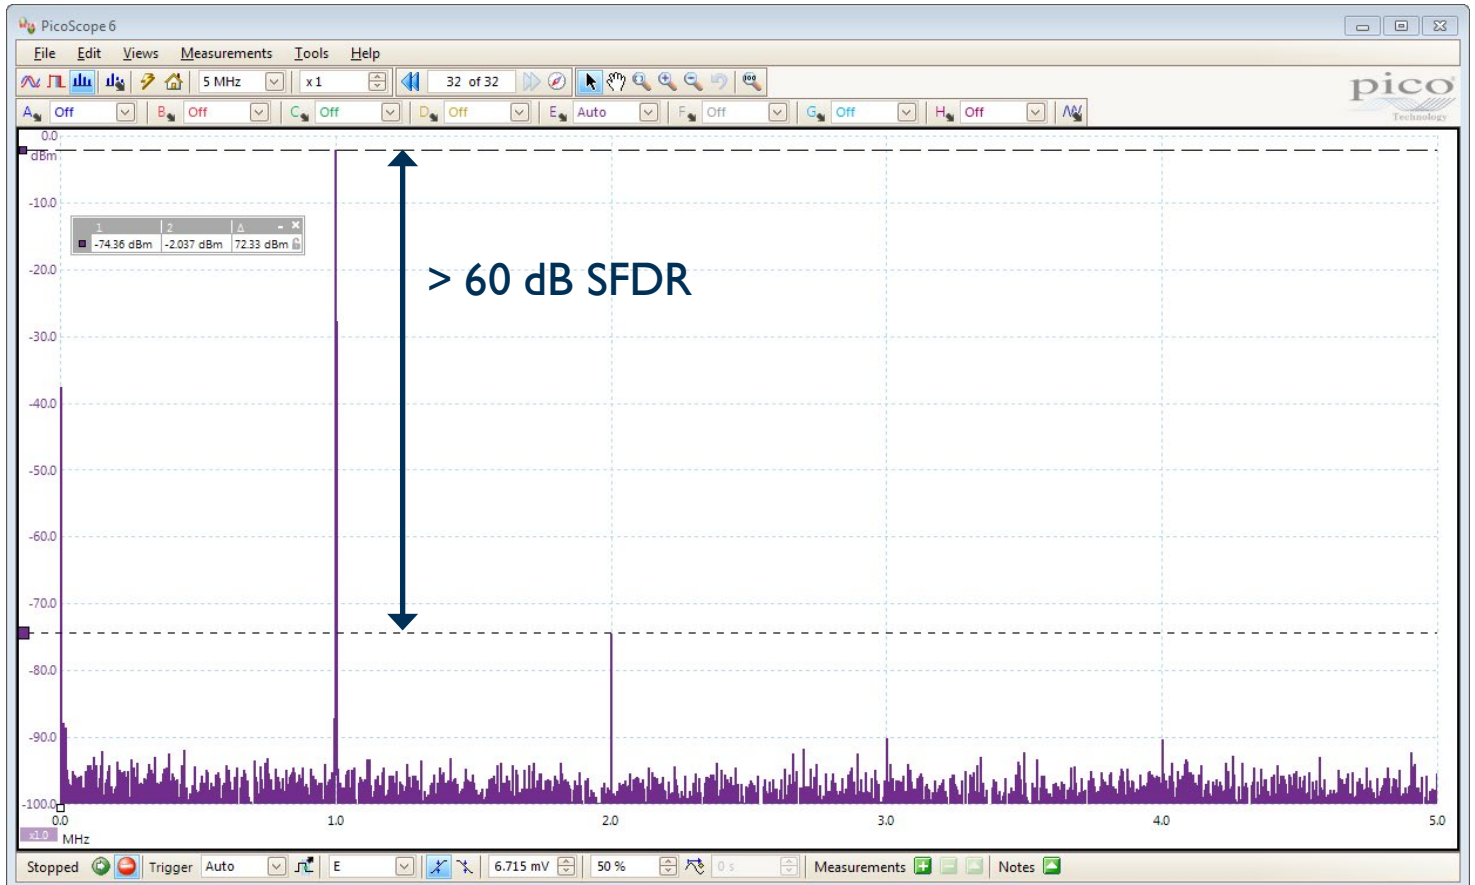 PicoScope 6
File Edit Views Measurements Tools Help
5 MHz x 1 32 of 32
pico
Technology
A Off B Off C Off D Off E Auto F Off G Off H Off
0.0
dBm
-10.0
1 2 Δ - ×
-74.36 dBm -2.037 dBm 72.33 dBm
-20.0
> 60 dB SFDR
-30.0
-40.0
-50.0
-60.0
-70.0
-80.0
-90.0
-100.0
0.0 1.0 2.0 3.0 4.0 5.0
x1.0 MHz
Stopped Trigger Auto E 6.715 mV 50 % 0 s Measurements Notes